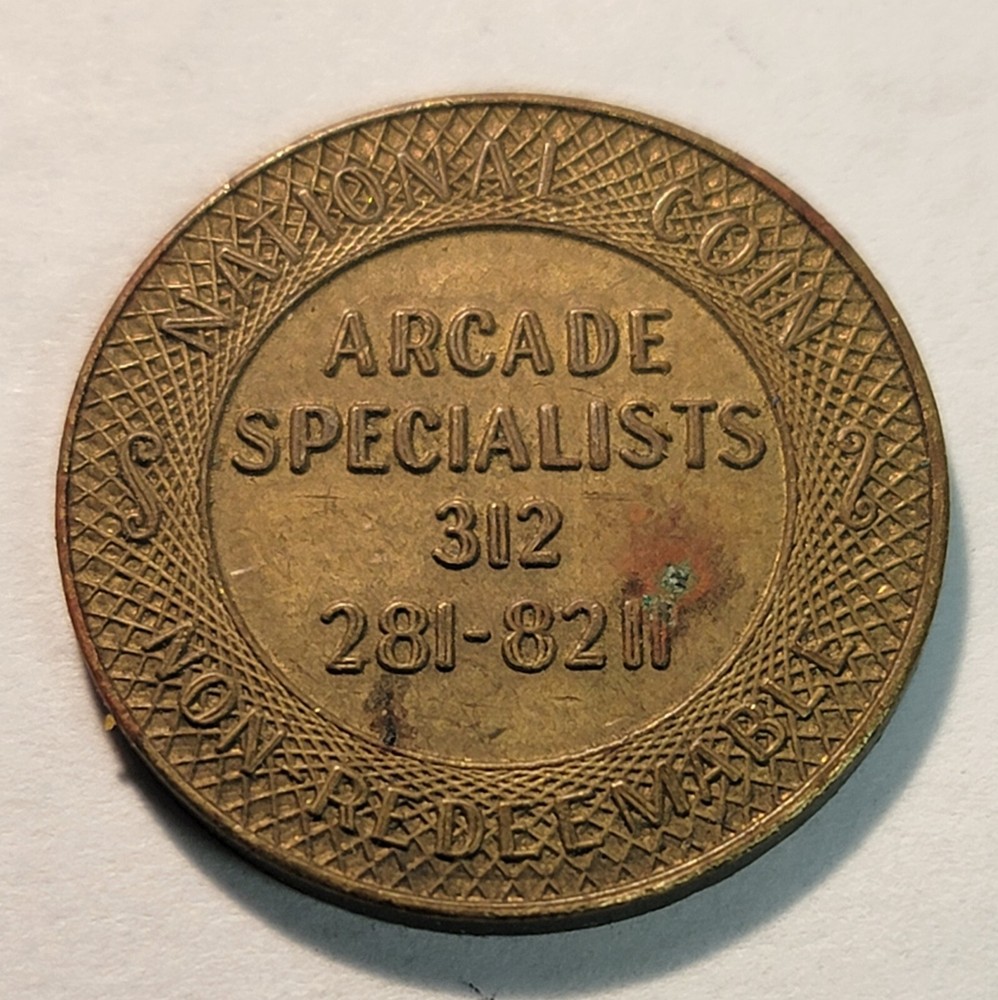 NATIONAL COIN
ARCADE
SPECIALISTS
312
281-8211
NON-REDEEMABLE